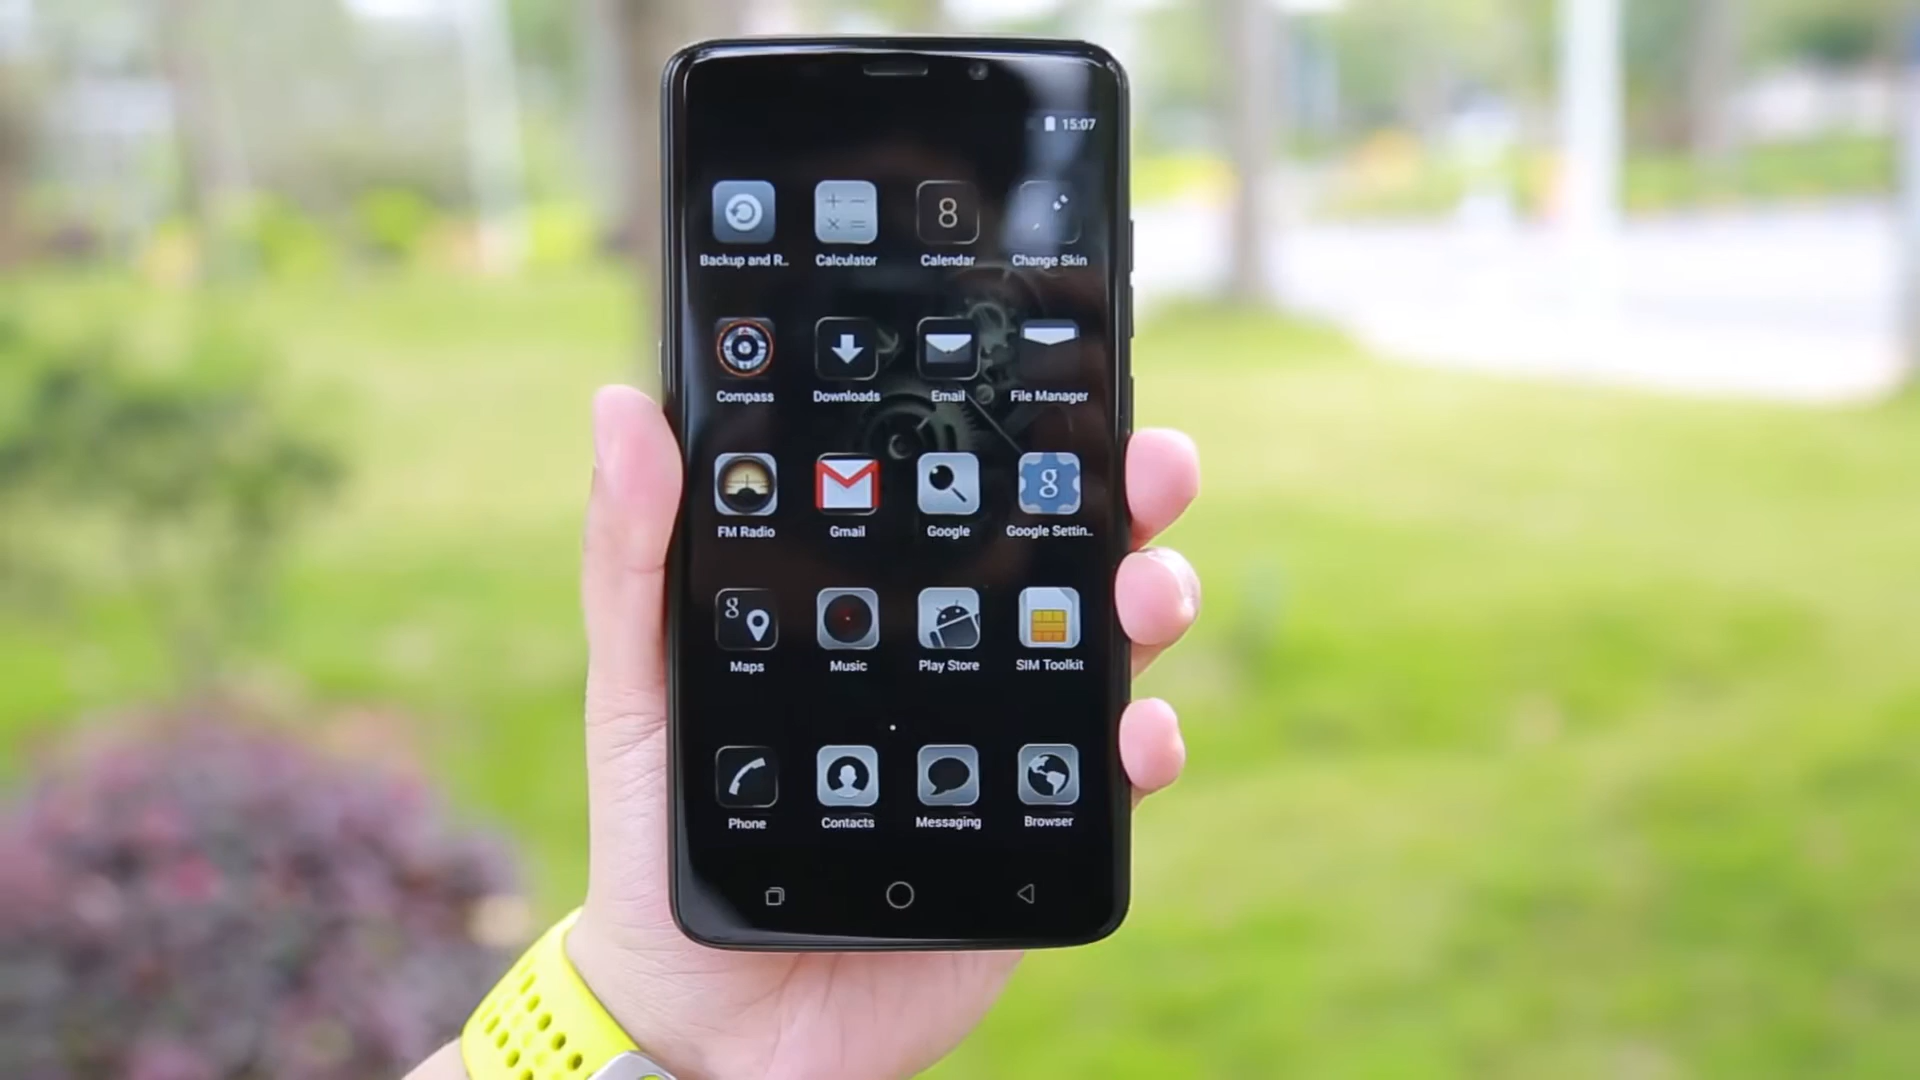 15:07
Backup and R..
Calculator
8
Calendar
Change Skin
Compass
Downloads
Email
File Manager
FM Radio
Gmail
Google
g
Google Settin..
g
Maps
Music
Play Store
SIM Toolkit
Phone
Contacts
Messaging
Browser